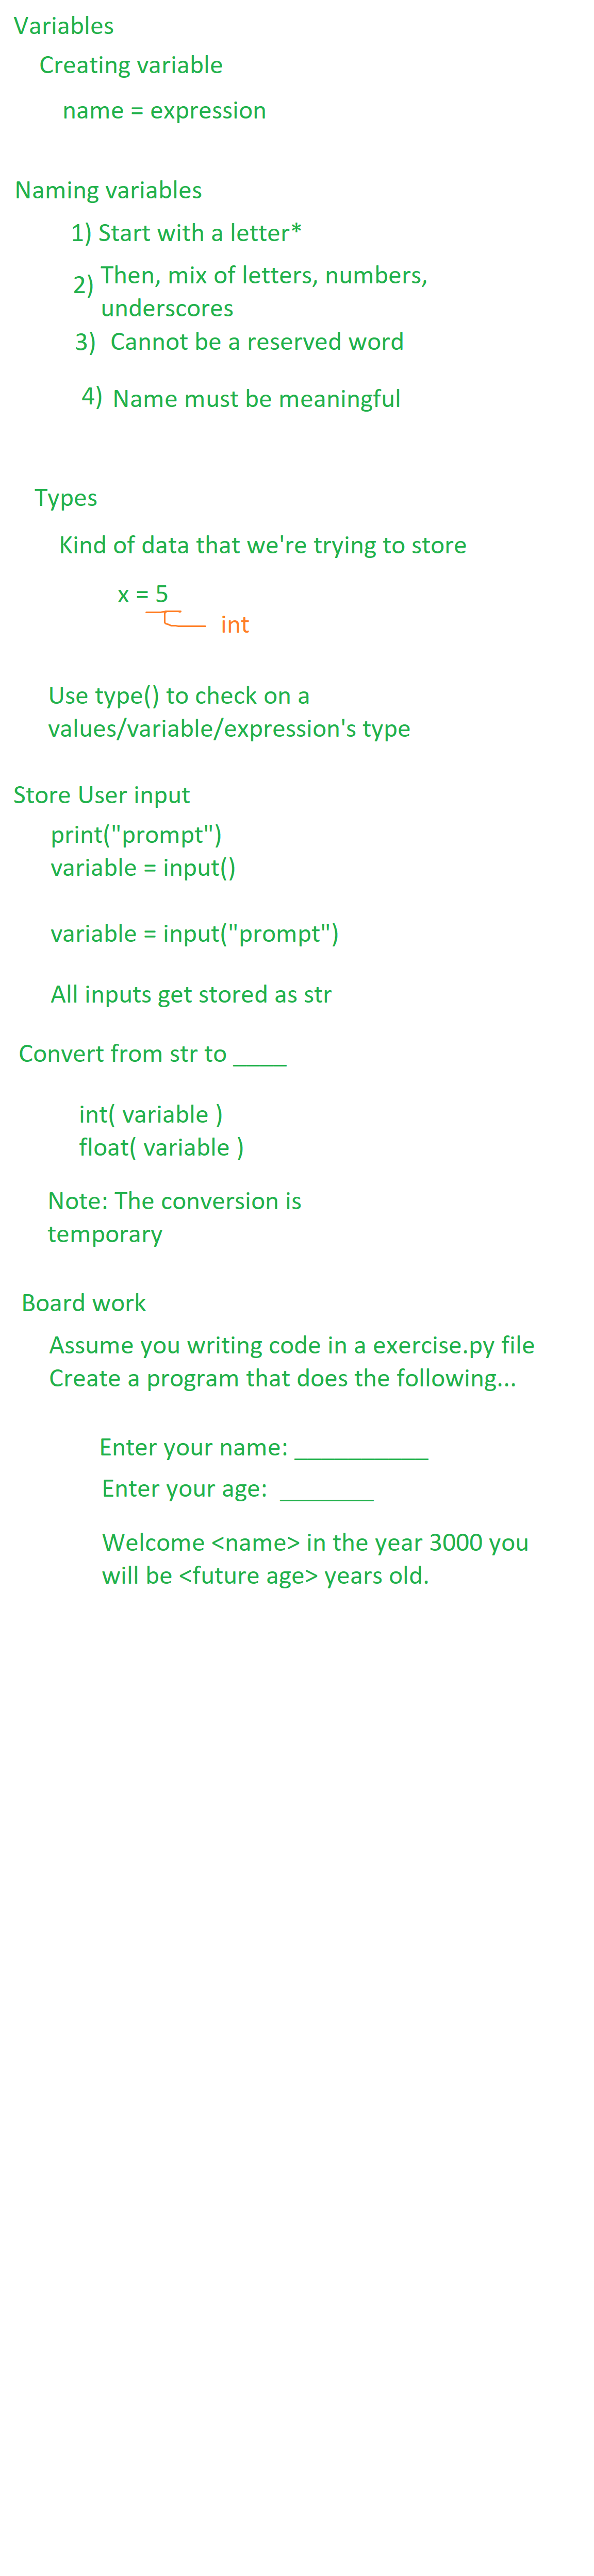 Variables
Creating variable
name = expression
Naming variables
1) Start with a letter*
2) Then, mix of letters, numbers,
underscores
3) Cannot be a reserved word
4) Name must be meaningful
Types
Kind of data that we're trying to store
x = 5
int
Use type() to check on a
values/variable/expression's type
Store User input
print("prompt")
variable = input()
variable = input("prompt")
All inputs get stored as str
Convert from str to ____
int( variable )
float( variable )
Note: The conversion is
temporary
Board work
Assume you writing code in a exercise.py file
Create a program that does the following...
Enter your name: __________
Enter your age: _______
Welcome <name> in the year 3000 you
will be <future age> years old.